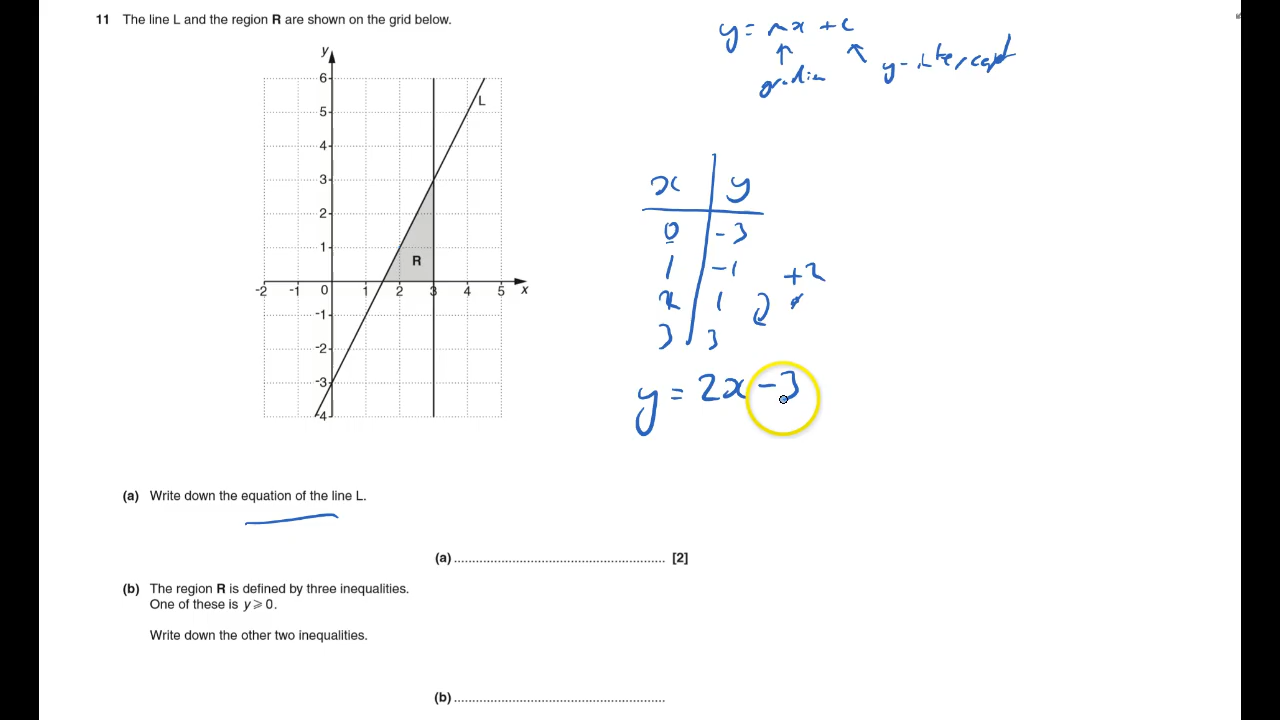 11 The line L and the region R are shown on the grid below.
y = mx + c
gradien
y-intercept
y
6
5
4
3
2
1
-2 -1 0 1 2 3 4 5 x
-1
-2
-3
-4
L
R
x y
0 -3
1 -1
2 1
3 3
+2
y = 2x - 3
(a) Write down the equation of the line L.
(a) ............................................................ [2]
(b) The region R is defined by three inequalities.
One of these is y ⩾ 0.
Write down the other two inequalities.
(b) ............................................................